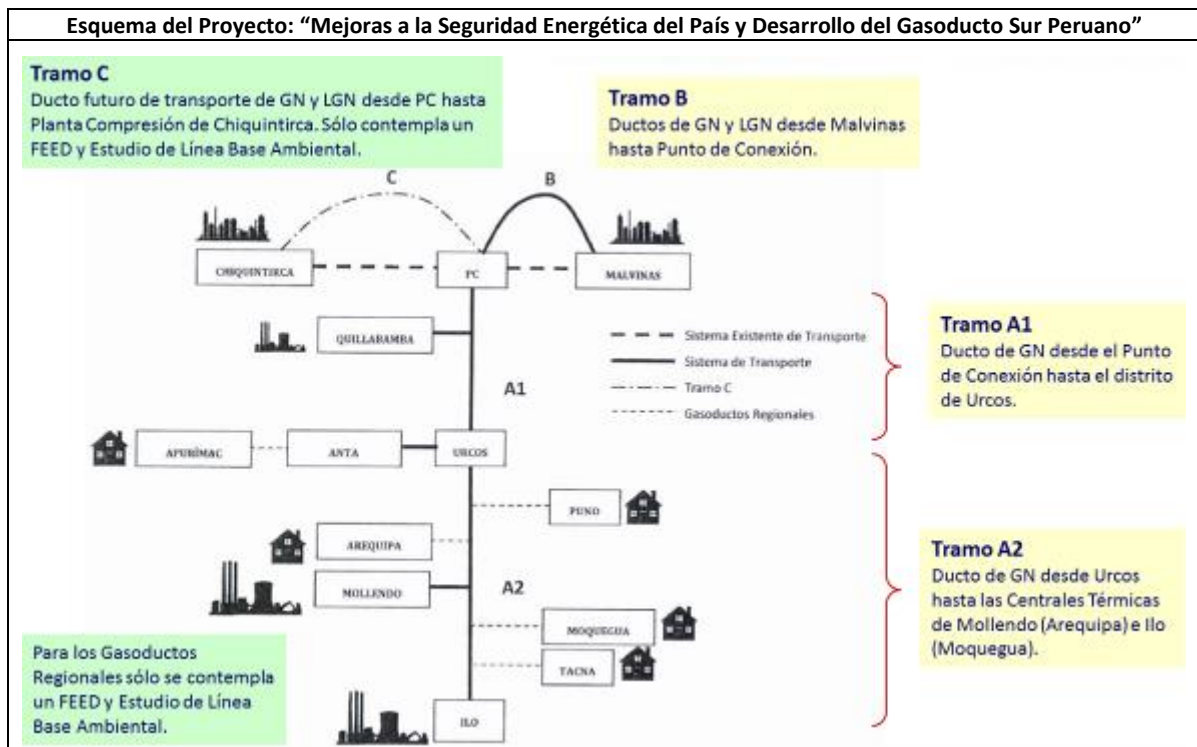 Esquema del Proyecto: “Mejoras a la Seguridad Energética del País y Desarrollo del Gasoducto Sur Peruano”
Tramo C
Ducto futuro de transporte de GN y LGN desde PC hasta
Planta Compresión de Chiquintirca. Sólo contempla un
FEED y Estudio de Línea Base Ambiental.
Tramo B
Ductos de GN y LGN desde Malvinas
hasta Punto de Conexión.
C
B
CHIQUINTIRCA
PC
MALVINAS
QUILLABAMBA
Sistema Existente de Transporte
Sistema de Transporte
Tramo C
Gasoductos Regionales
A1
Tramo A1
Ducto de GN desde el Punto
de Conexión hasta el distrito
de Urcos.
APURÍMAC
ANTA
URCOS
PUNO
AREQUIPA
MOLLENDO
A2
Tramo A2
Ducto de GN desde Urcos
hasta las Centrales Térmicas
de Mollendo (Arequipa) e Ilo
(Moquegua).
MOQUEGUA
TACNA
Para los Gasoductos
Regionales sólo se contempla
un FEED y Estudio de Línea
Base Ambiental.
ILO